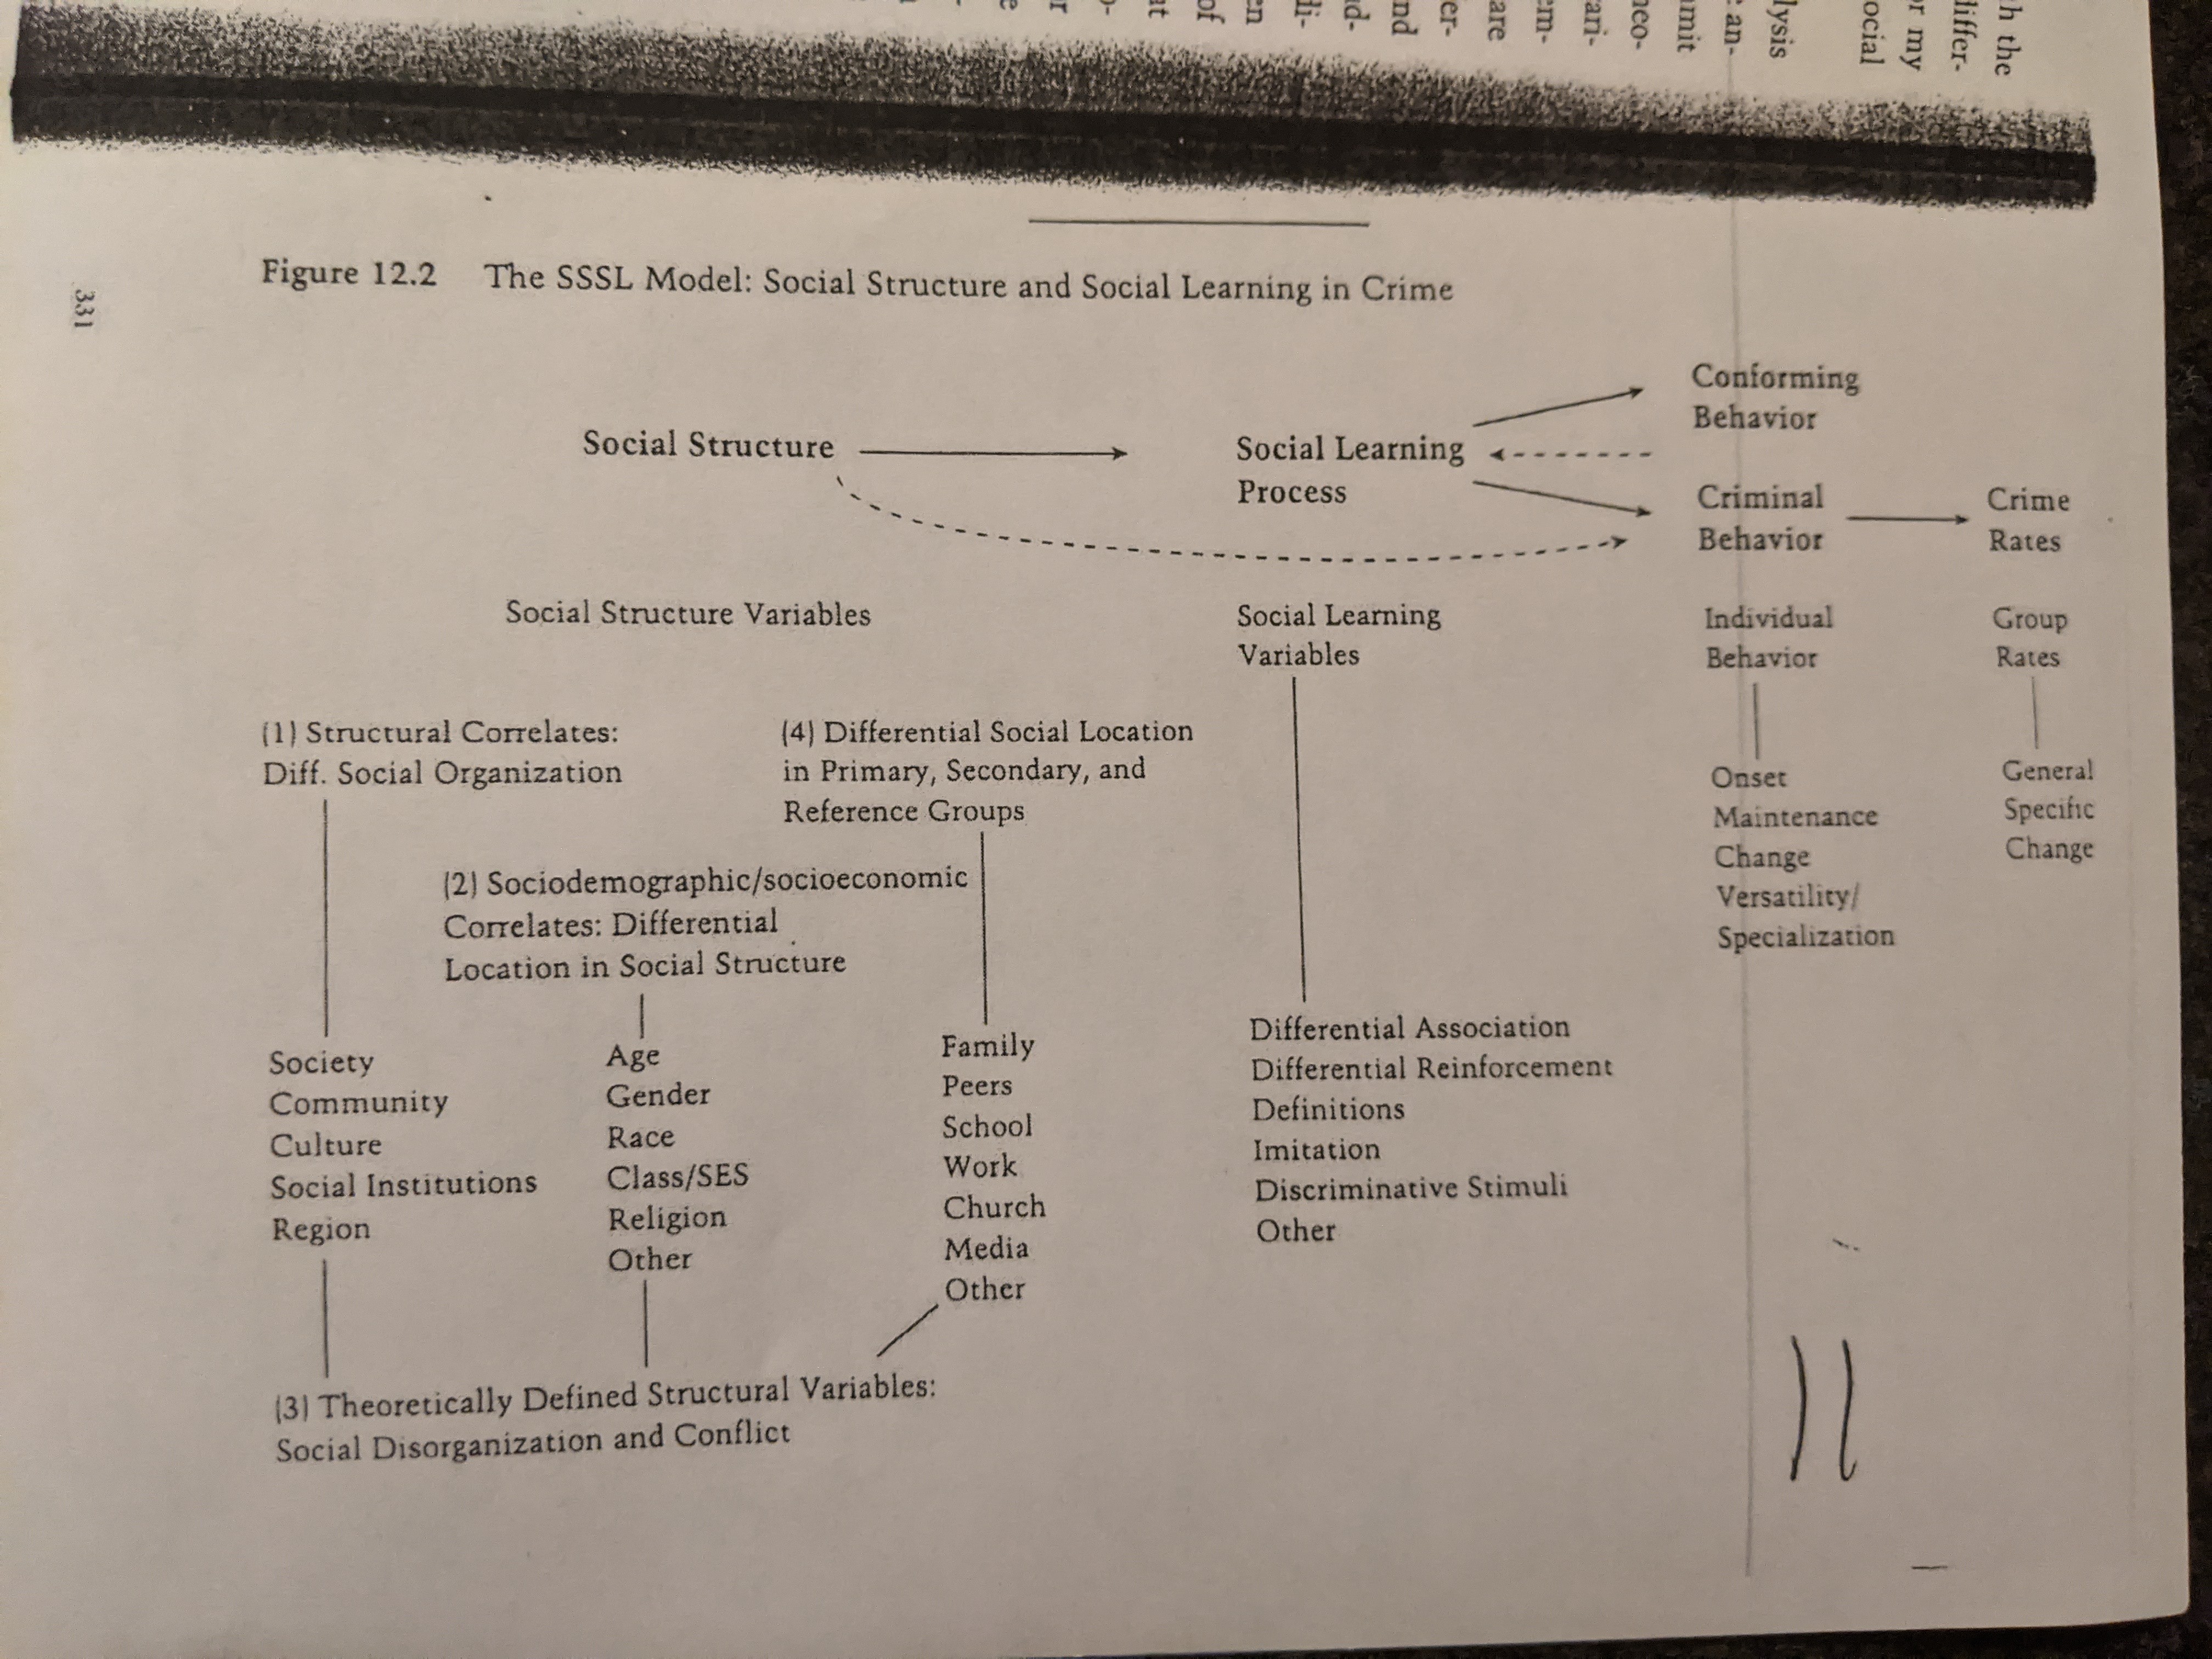 h the
differ-
or my
ocial
lysis
an-
mit
neco-
ari-
em-
are
er-
nd
nd-
di-
en
of
at
331
Figure 12.2 The SSSL Model: Social Structure and Social Learning in Crime
Conforming
Behavior
Social Structure
Social Learning
Process
Criminal
Behavior
Crime
Rates
Social Structure Variables
Social Learning
Variables
Individual
Behavior
Group
Rates
(1) Structural Correlates:
Diff. Social Organization
(4) Differential Social Location
in Primary, Secondary, and
Reference Groups
Onset
Maintenance
Change
Versatility/
Specialization
General
Specific
Change
(2) Sociodemographic/socioeconomic
Correlates: Differential
Location in Social Structure
Society
Community
Culture
Social Institutions
Region
Age
Gender
Race
Class/SES
Religion
Other
Family
Peers
School
Work
Church
Media
Other
Differential Association
Differential Reinforcement
Definitions
Imitation
Discriminative Stimuli
Other
(3) Theoretically Defined Structural Variables:
Social Disorganization and Conflict